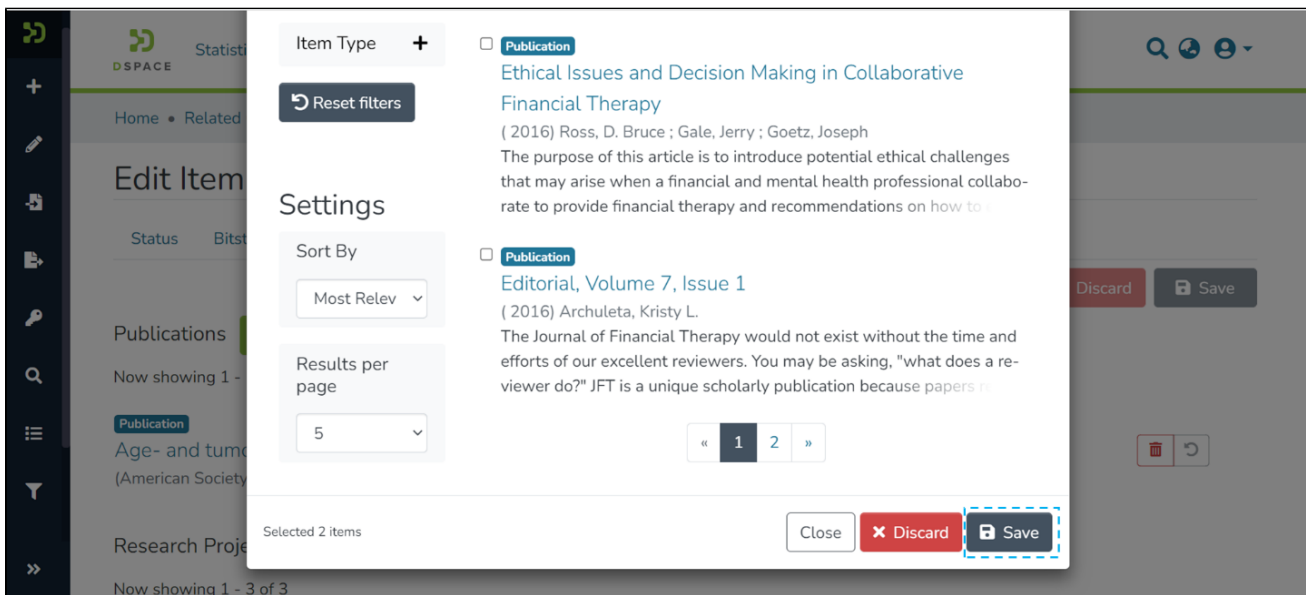 DSPACE
Statisti
Home • Related
Edit Item
Status Bitst
Discard Save
Publications
Now showing 1 -
Publication
Age- and tumo
(American Society
Research Proje
Now showing 1 - 3 of 3
Item Type +
Reset filters
Settings
Sort By
Most Relev
Results per
page
5
Publication
Ethical Issues and Decision Making in Collaborative
Financial Therapy
( 2016) Ross, D. Bruce ; Gale, Jerry ; Goetz, Joseph
The purpose of this article is to introduce potential ethical challenges
that may arise when a financial and mental health professional collabo-
rate to provide financial therapy and recommendations on how to
Publication
Editorial, Volume 7, Issue 1
( 2016) Archuleta, Kristy L.
The Journal of Financial Therapy would not exist without the time and
efforts of our excellent reviewers. You may be asking, "what does a re-
viewer do?" JFT is a unique scholarly publication because papers
« 1 2 »
Selected 2 items
Close Discard Save